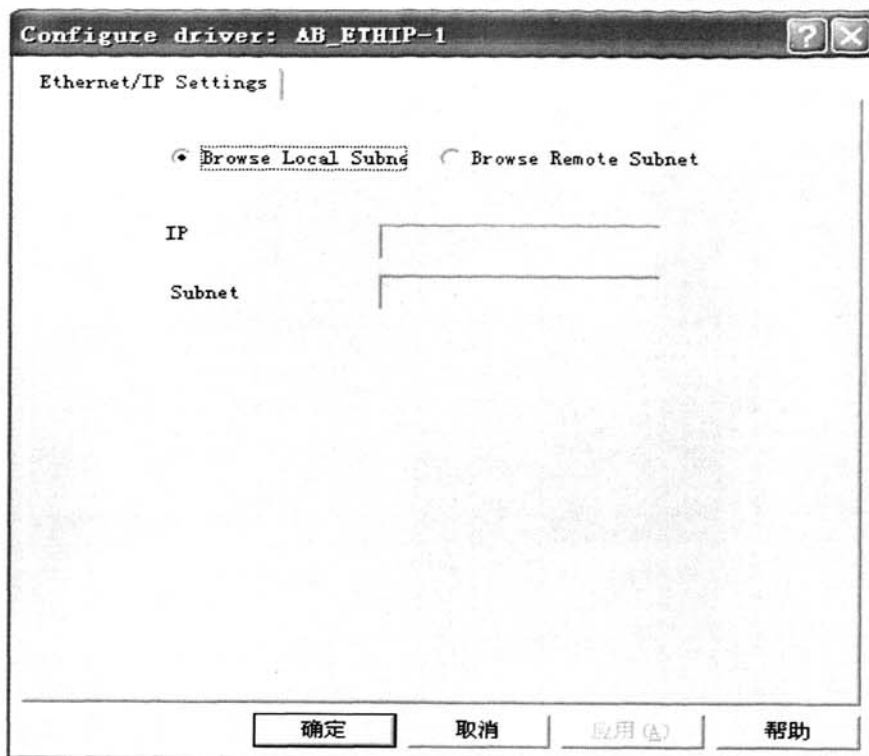 Configure driver: AB_ETHIP-1
Ethernet/IP Settings
Browse Local Subne Browse Remote Subnet
IP
Subnet
确定 取消 应用(A) 帮助